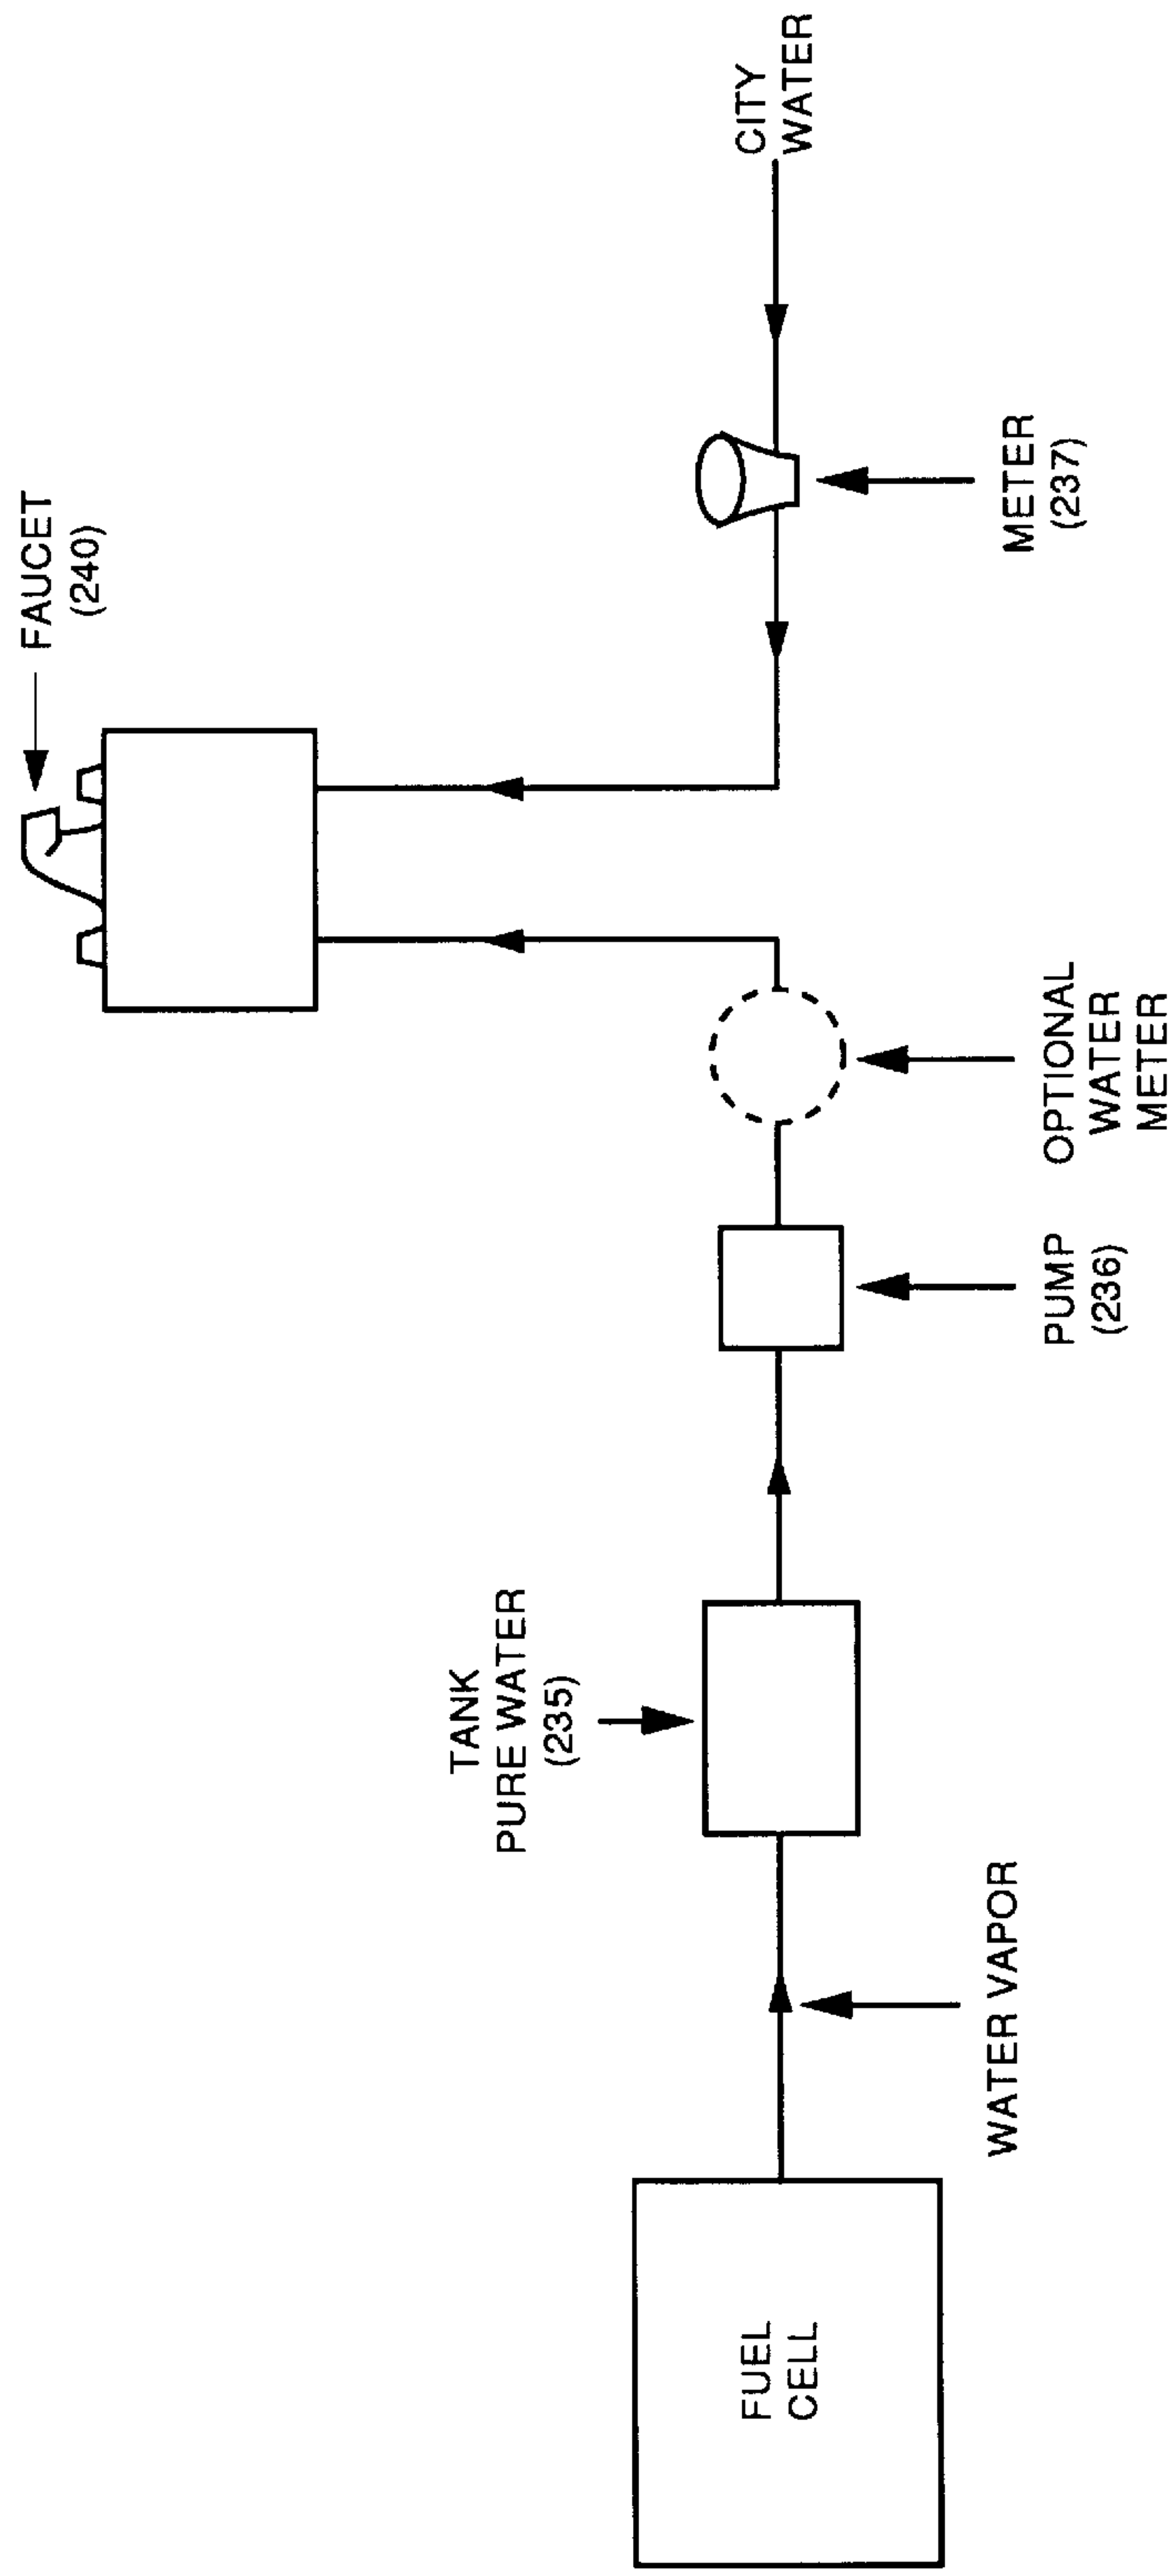 FAUCET
(240)
CITY
WATER
TANK
PURE WATER
(235)
FUEL
CELL
WATER VAPOR
PUMP
(236)
OPTIONAL
WATER
METER
METER
(237)